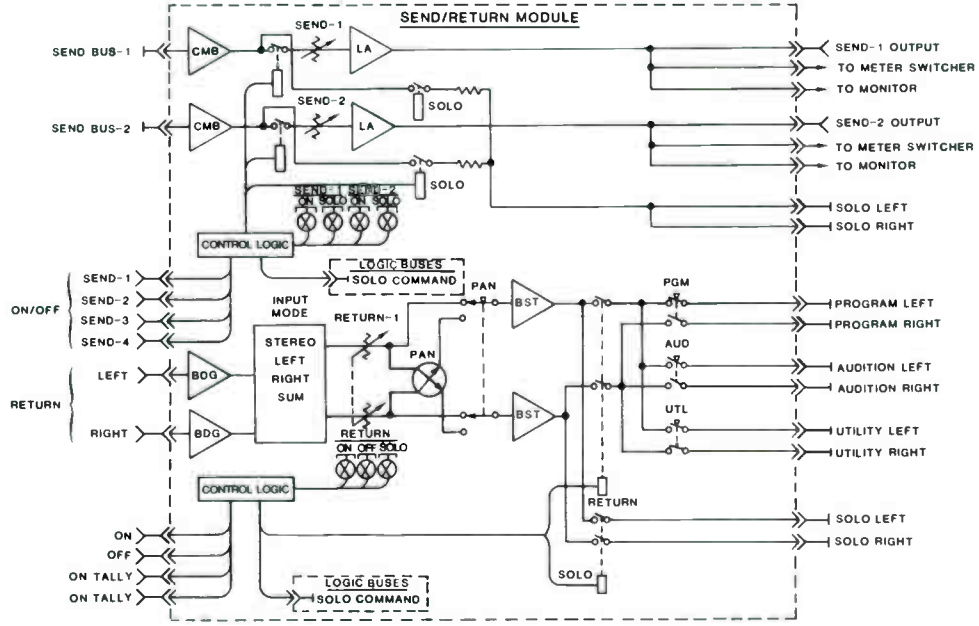 SEND/RETURN MODULE
SEND BUS-1
CMB
SEND-1
LA
SEND-1 OUTPUT
TO METER SWITCHER
TO MONITOR
SOLO
SEND BUS-2
CMB
SEND-2
LA
SEND-2 OUTPUT
TO METER SWITCHER
TO MONITOR
SOLO
SEND-1 SEND-2
ON SOLO ON SOLO
SOLO LEFT
SOLO RIGHT
CONTROL LOGIC
LOGIC BUSES
SOLO COMMAND
ON/OFF
SEND-1
SEND-2
SEND-3
SEND-4
INPUT
MODE
STEREO
LEFT
RIGHT
SUM
RETURN-1
PAN
PAN
BST
PGM
PROGRAM LEFT
PROGRAM RIGHT
AUD
AUDITION LEFT
AUDITION RIGHT
UTL
UTILITY LEFT
UTILITY RIGHT
RETURN
LEFT
BDG
RIGHT
BDG
BST
RETURN
ON OFF SOLO
CONTROL LOGIC
RETURN
SOLO LEFT
SOLO RIGHT
SOLO
ON
OFF
ON TALLY
ON TALLY
LOGIC BUSES
SOLO COMMAND